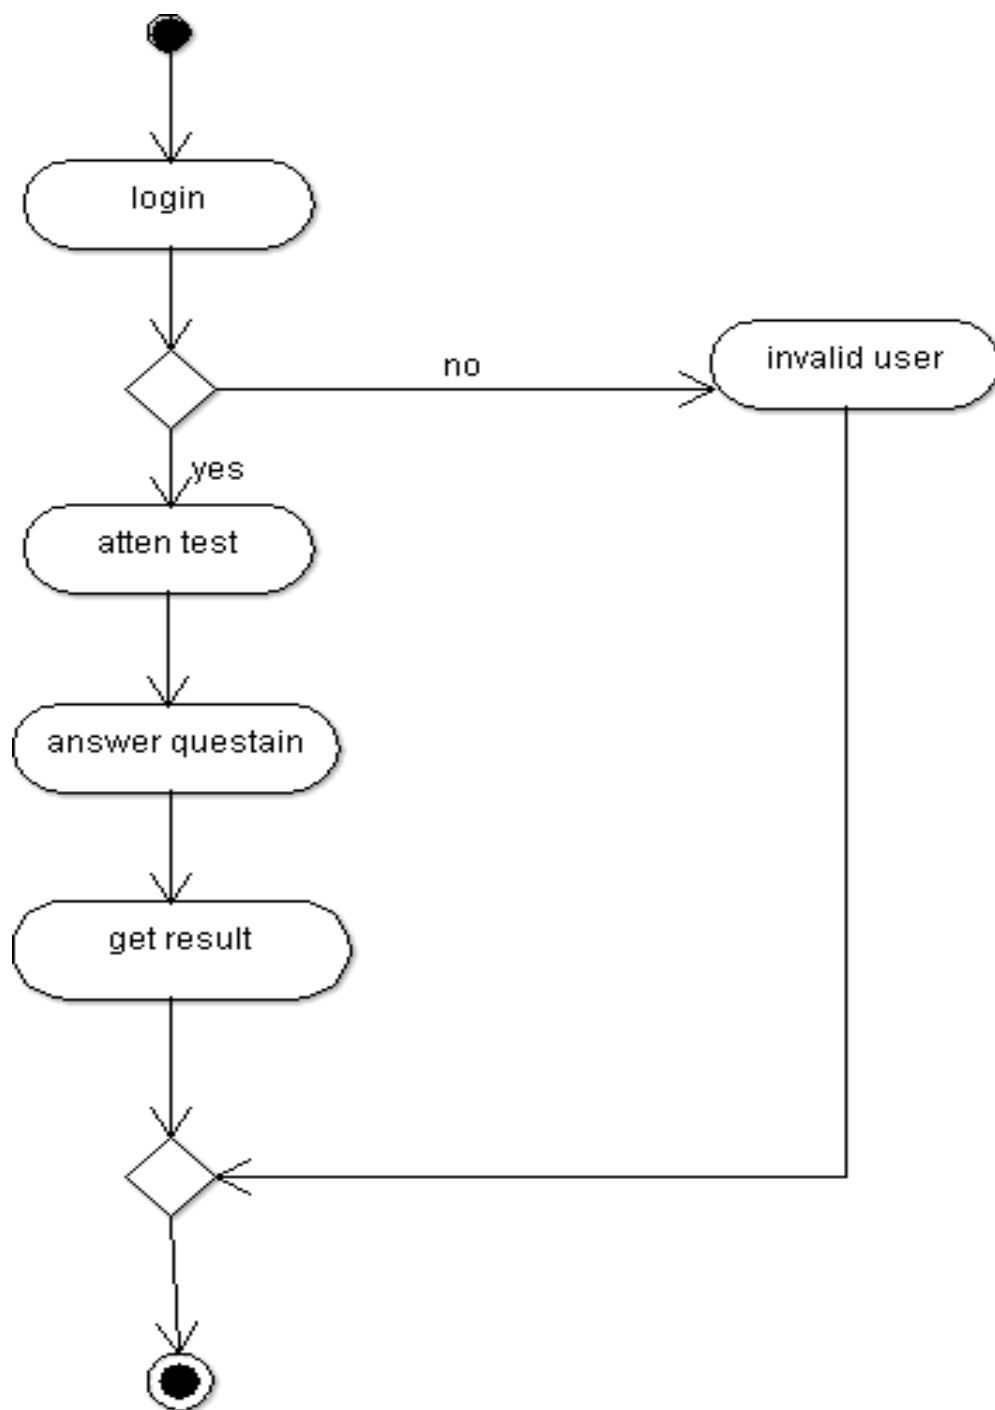 login
no
invalid user
yes
atten test
answer questain
get result